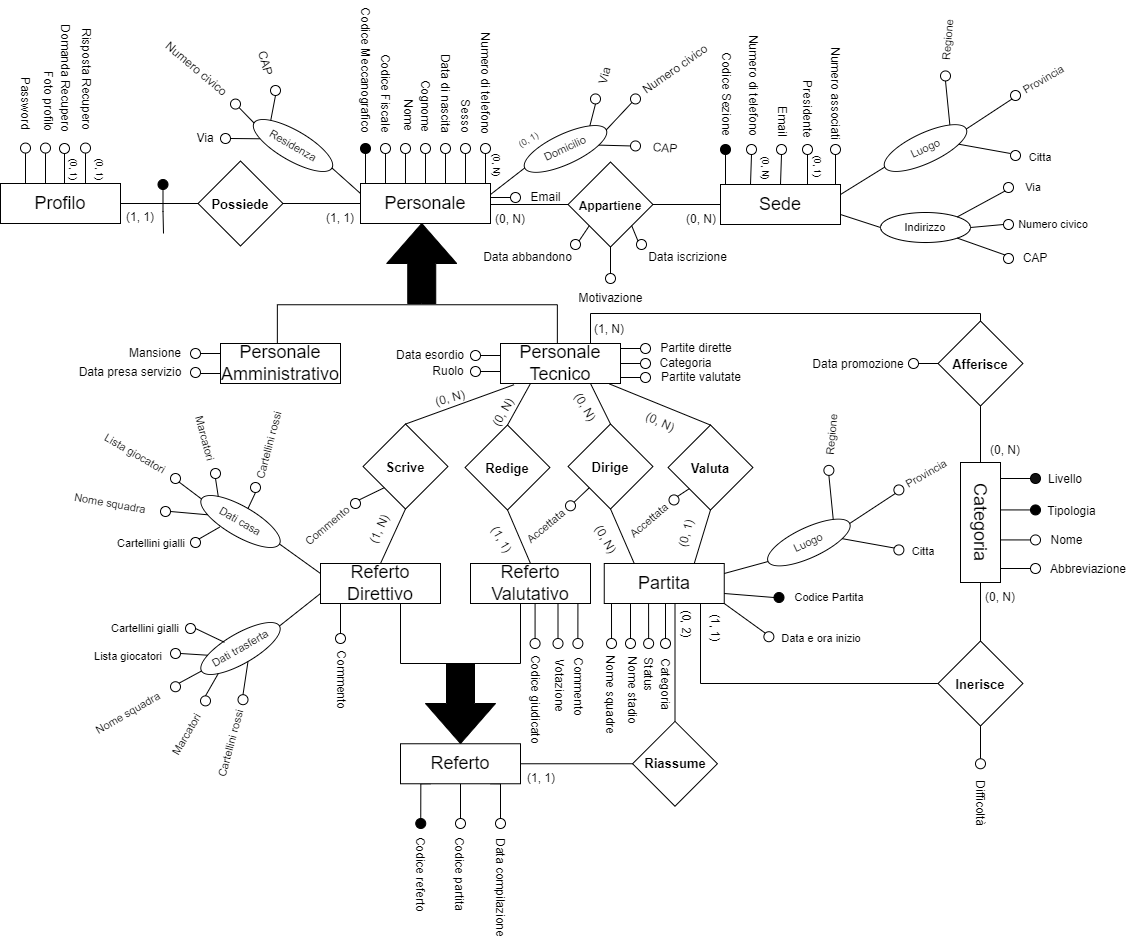 Password
Foto profilo
Domanda Recupero
(0, 1)
Risposta Recupero
(0, 1)
Profilo
(1, 1)
Possiede
(1, 1)
Numero civico
CAP
Via
Residenza
Codice Meccanografico
Codice Fiscale
Nome
Cognome
Data di nascita
Sesso
Numero di telefono
(0, N)
Personale
Email
(0, N)
(0, 1)
Domicilio
Via
Numero civico
CAP
Appartiene
Data abbandono
Data iscrizione
Motivazione
(0, N)
Codice Sezione
Numero di telefono
(0, N)
Email
Presidente
(0, 1)
Numero associati
Sede
Luogo
Regione
Provincia
Citta
Indirizzo
Via
Numero civico
CAP
Mansione
Data presa servizio
Personale
Amministrativo
Data esordio
Ruolo
Personale
Tecnico
(1, N)
Partite dirette
Categoria
Partite valutate
Data promozione
Afferisce
(0, N)
(0, N)
(0, N)
(0, N)
(0, N)
Scrive
Commento
(1, N)
Redige
(1, 1)
Dirige
Accettata
(0, N)
Valuta
Accettata
(0, 1)
Categoria
Livello
Tipologia
Nome
Abbreviazione
(0, N)
Lista giocatori
Marcatori
Cartellini rossi
Nome squadra
Dati casa
Cartellini gialli
Luogo
Regione
Provincia
Citta
Referto
Direttivo
Commento
Referto
Valutativo
Codice giudicato
Votazione
Commento
Partita
Codice Partita
Data e ora inizio
Nome squadre
Nome stadio
Status
Categoria
(0, 2)
(1, 1)
Cartellini gialli
Lista giocatori
Dati trasferta
Nome squadra
Marcatori
Cartellini rossi
Inerisce
Difficoltà
Referto
(1, 1)
Riassume
Codice referto
Codice partita
Data compilazione